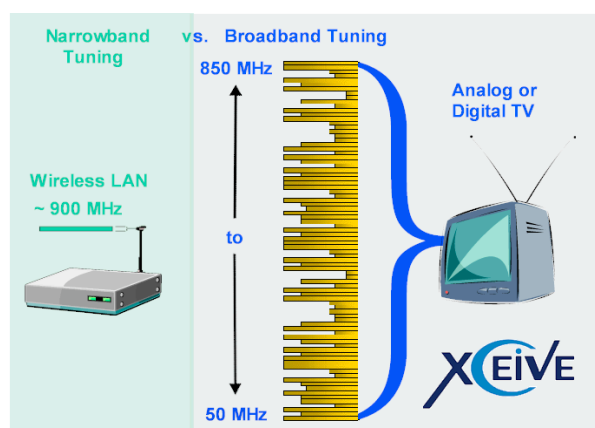 Narrowband vs. Broadband Tuning
Tuning
850 MHz
Analog or
Digital TV
Wireless LAN
~ 900 MHz
to
XCEiVE
50 MHz